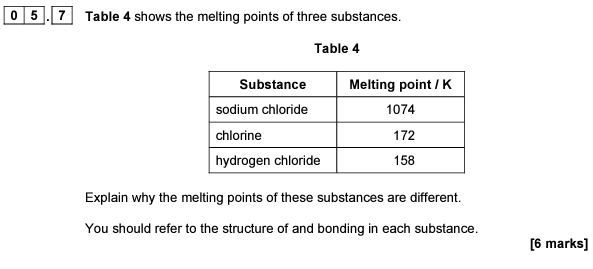 0 5 . 7 Table 4 shows the melting points of three substances.
Table 4
Substance Melting point / K
sodium chloride 1074
chlorine 172
hydrogen chloride 158
Explain why the melting points of these substances are different.
You should refer to the structure of and bonding in each substance.
[6 marks]